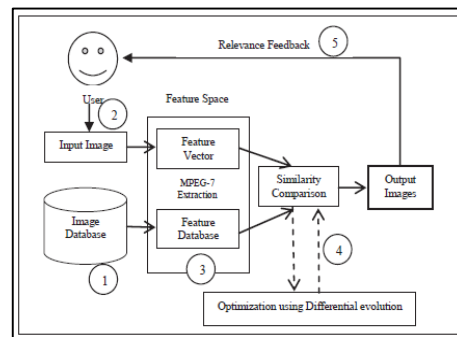 Relevance Feedback
5
User
2
Feature Space
Input Image
Feature
Vector
MPEG-7
Extraction
Similarity
Comparison
Output
Images
Image
Database
Feature
Database
1
3
4
Optimization using Differential evolution